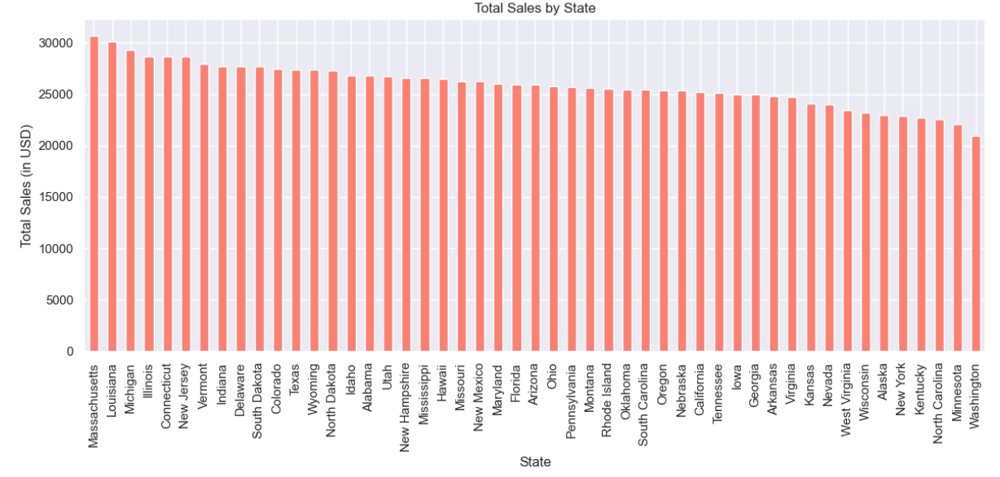 Total Sales by State
Total Sales (in USD)
30000
25000
20000
15000
10000
5000
0
Massachusetts
Louisiana
Michigan
Illinois
Connecticut
New Jersey
Vermont
Indiana
Delaware
South Dakota
Colorado
Texas
Wyoming
North Dakota
Idaho
Alabama
Utah
New Hampshire
Mississippi
Hawaii
Missouri
New Mexico
Maryland
Florida
Arizona
Ohio
Pennsylvania
Montana
Rhode Island
Oklahoma
South Carolina
Oregon
Nebraska
California
Tennessee
Iowa
Georgia
Arkansas
Virginia
Kansas
Nevada
West Virginia
Wisconsin
Alaska
New York
Kentucky
North Carolina
Minnesota
Washington
State